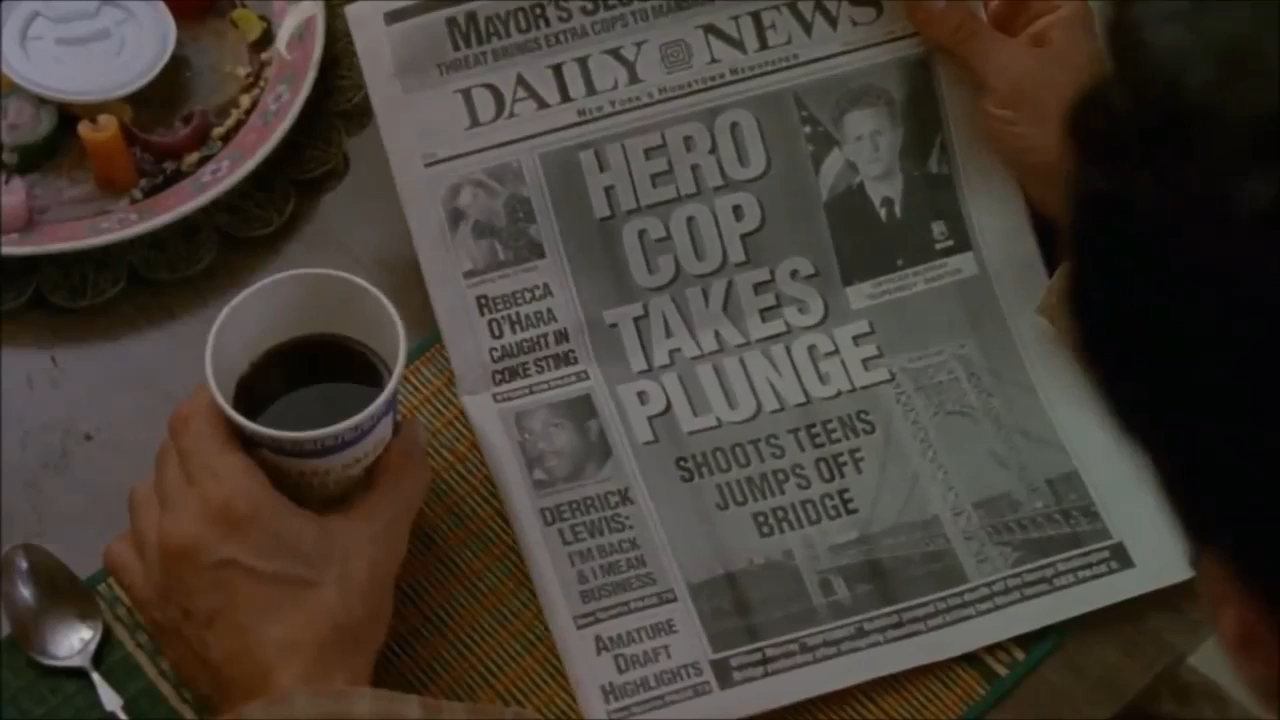 MAYOR'S
THREAT BRINGS EXTRA COPS TO
DAILY NEWS
NEW YORK'S HOMETOWN NEWSPAPER
HERO
COP
TAKES
PLUNGE
SHOOTS TEENS
JUMPS OFF
BRIDGE
REBECCA
O'HARA
CAUGHT IN
COKE STING
DERRICK
LEWIS:
I'M BACK
& I MEAN
BUSINESS
AMATURE
DRAFT
HIGHLIGHTS